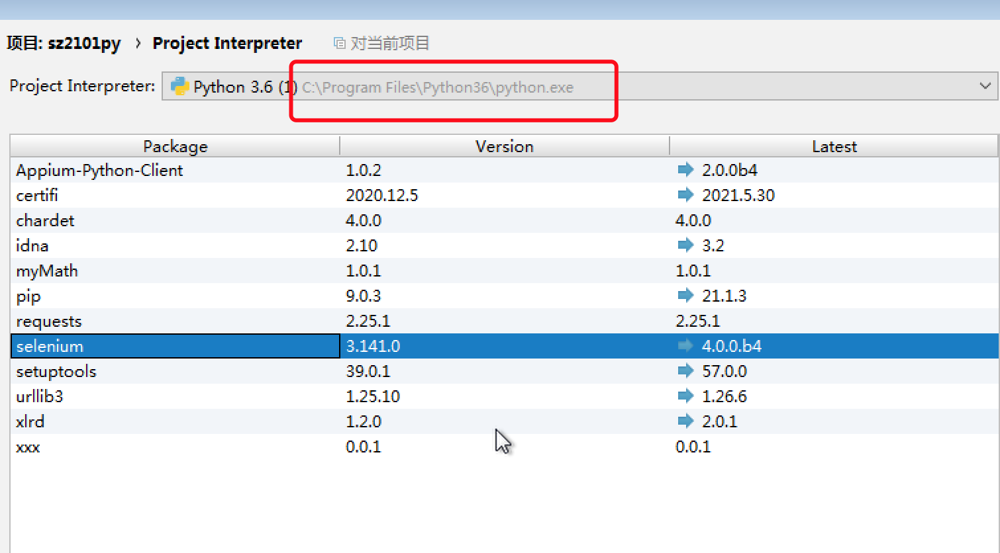 项目: sz2101py › Project Interpreter 对当前项目
Project Interpreter: Python 3.6 (1) C:\Program Files\Python36\python.exe
Package Version Latest
Appium-Python-Client 1.0.2 2.0.0b4
certifi 2020.12.5 2021.5.30
chardet 4.0.0 4.0.0
idna 2.10 3.2
myMath 1.0.1 1.0.1
pip 9.0.3 21.1.3
requests 2.25.1 2.25.1
selenium 3.141.0 4.0.0.b4
setuptools 39.0.1 57.0.0
urllib3 1.25.10 1.26.6
xlrd 1.2.0 2.0.1
xxx 0.0.1 0.0.1